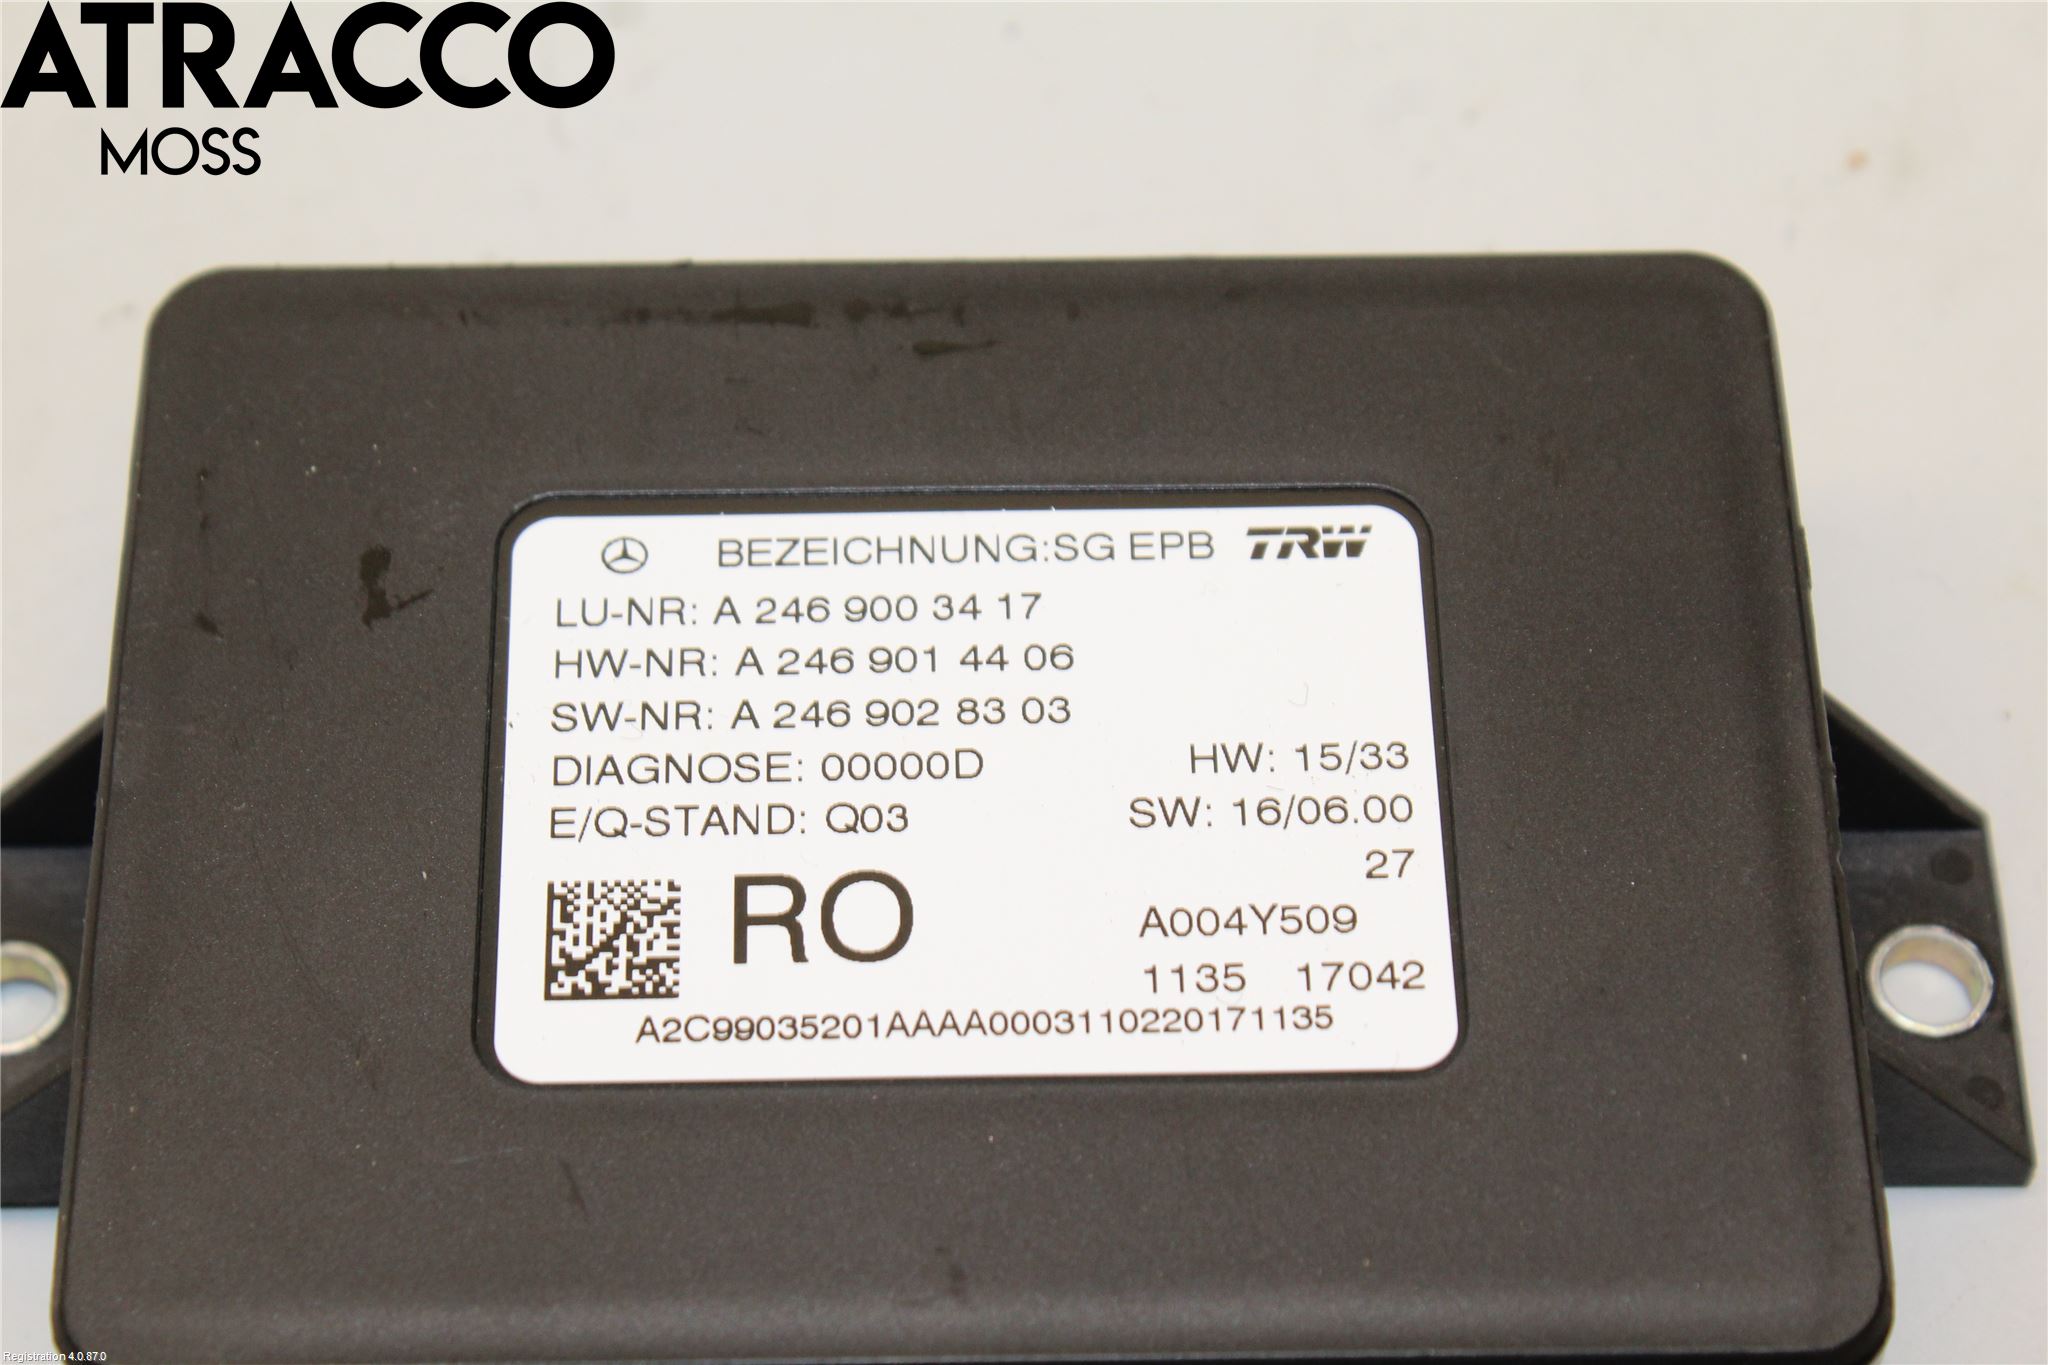 ATRACCO
MOSS
BEZEICHNUNG:SG EPB TRW
LU-NR: A 246 900 34 17
HW-NR: A 246 901 44 06
SW-NR: A 246 902 83 03
DIAGNOSE: 00000D HW: 15/33
E/Q-STAND: Q03 SW: 16/06.00
27
RO A004Y509
1135 17042
A2C99035201AAAA0003110220171135
Registration 4.0.87.0